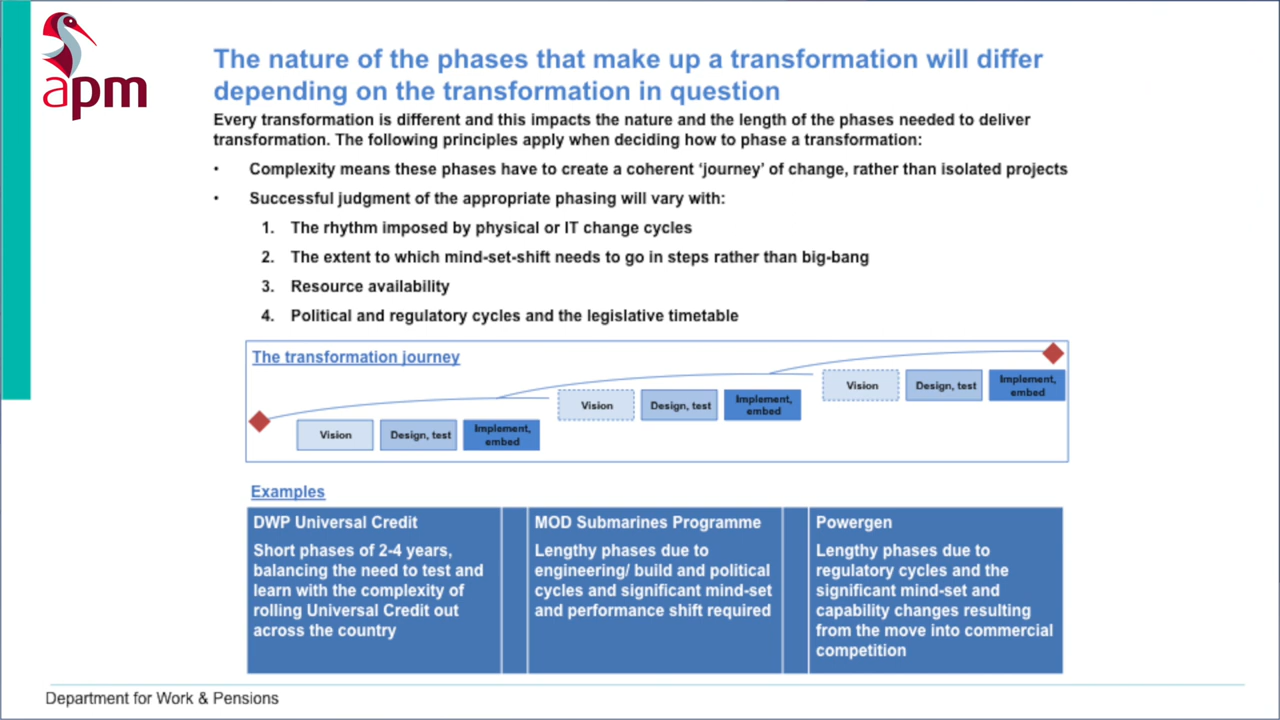 apm
The nature of the phases that make up a transformation will differ
depending on the transformation in question
Every transformation is different and this impacts the nature and the length of the phases needed to deliver
transformation. The following principles apply when deciding how to phase a transformation:
• Complexity means these phases have to create a coherent ‘journey’ of change, rather than isolated projects
• Successful judgment of the appropriate phasing will vary with:
1. The rhythm imposed by physical or IT change cycles
2. The extent to which mind-set-shift needs to go in steps rather than big-bang
3. Resource availability
4. Political and regulatory cycles and the legislative timetable
The transformation journey
Vision
Design, test
Implement,
embed
Vision
Design, test
Implement,
embed
Vision
Design, test
Implement,
embed
Examples
DWP Universal Credit
Short phases of 2-4 years,
balancing the need to test and
learn with the complexity of
rolling Universal Credit out
across the country
MOD Submarines Programme
Lengthy phases due to
engineering/ build and political
cycles and significant mind-set
and performance shift required
Powergen
Lengthy phases due to
regulatory cycles and the
significant mind-set and
capability changes resulting
from the move into commercial
competition
Department for Work & Pensions